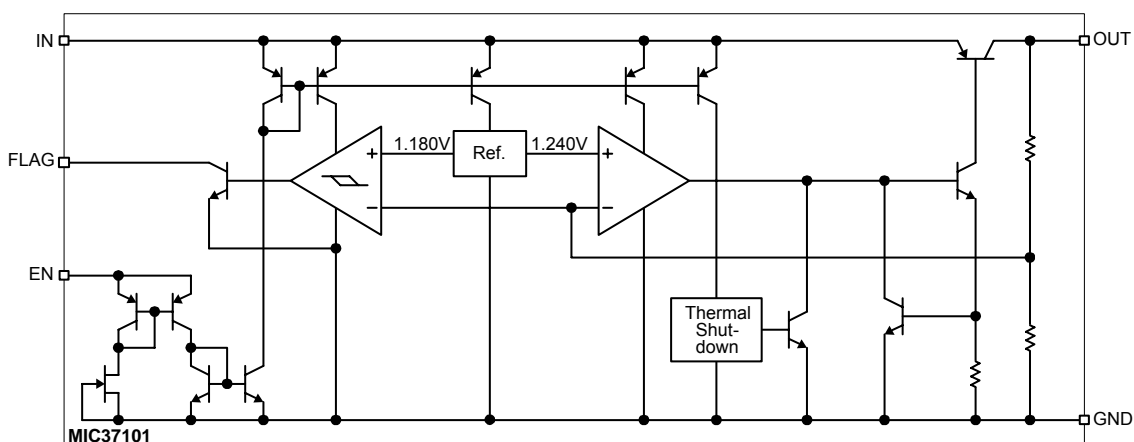 IN
OUT
1.180V
Ref.
1.240V
+
+
FLAG
−
−
EN
Thermal
Shut-
down
GND
MIC37101